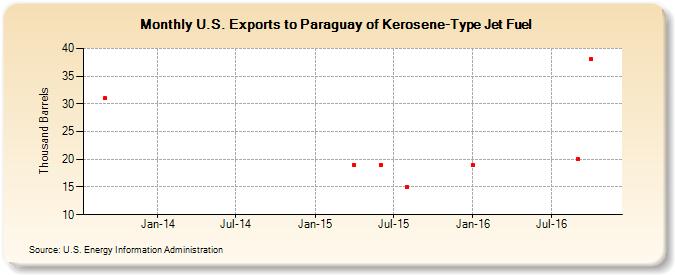 Monthly U.S. Exports to Paraguay of Kerosene-Type Jet Fuel
Thousand Barrels
40
35
30
25
20
15
10
Jan-14 Jul-14 Jan-15 Jul-15 Jan-16 Jul-16
Source: U.S. Energy Information Administration